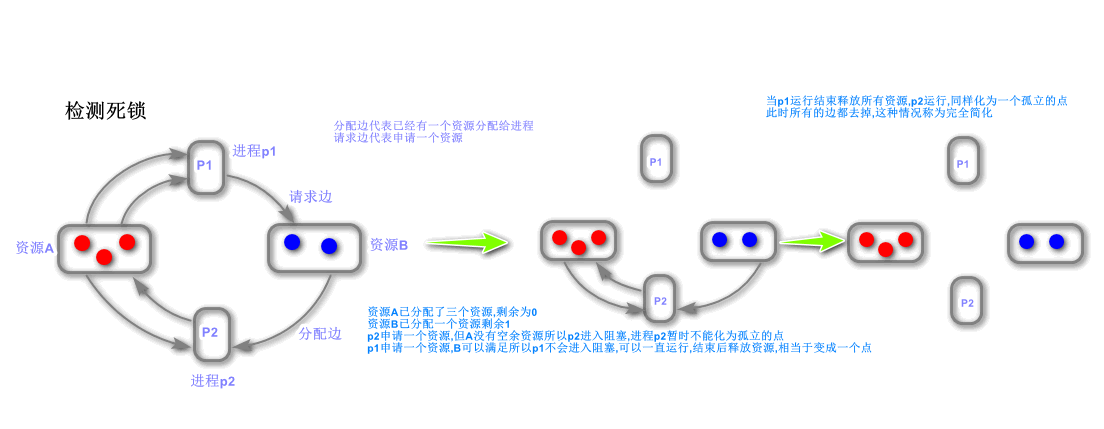 检测死锁
分配边代表已经有一个资源分配给进程
请求边代表申请一个资源
进程p1
P1
请求边
资源A
资源B
P2
分配边
进程p2
P1
P2
资源A已分配了三个资源,剩余为0
资源B已分配一个资源剩余1
p2申请一个资源,但A没有空余资源所以p2进入阻塞,进程p2暂时不能化为孤立的点
p1申请一个资源,B可以满足所以p1不会进入阻塞,可以一直运行,结束后释放资源,相当于变成一个点
当p1运行结束释放所有资源,p2运行,同样化为一个孤立的点
此时所有的边都去掉,这种情况称为完全简化
P1
P2